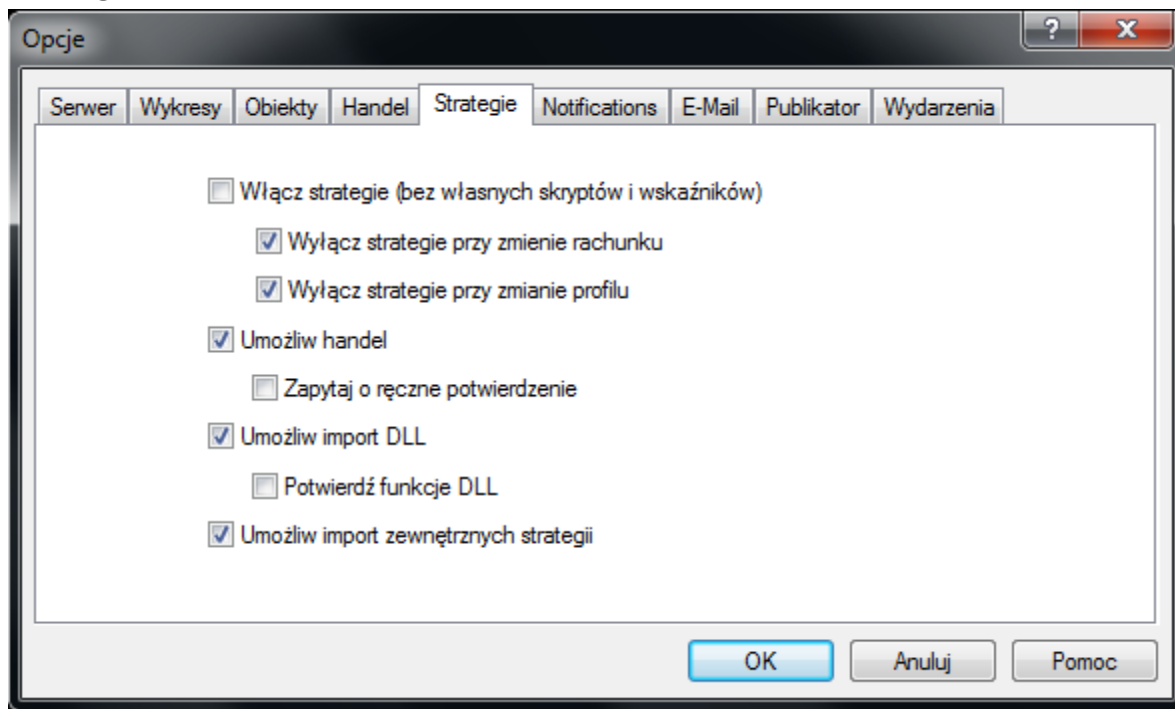 Opcje
Serwer Wykresy Obiekty Handel Strategie Notifications E-Mail Publikator Wydarzenia
Włącz strategie (bez własnych skryptów i wskaźników)
Wyłącz strategie przy zmienie rachunku
Wyłącz strategie przy zmianie profilu
Umożliw handel
Zapytaj o ręczne potwierdzenie
Umożliw import DLL
Potwierdź funkcje DLL
Umożliw import zewnętrznych strategii
OK Anuluj Pomoc